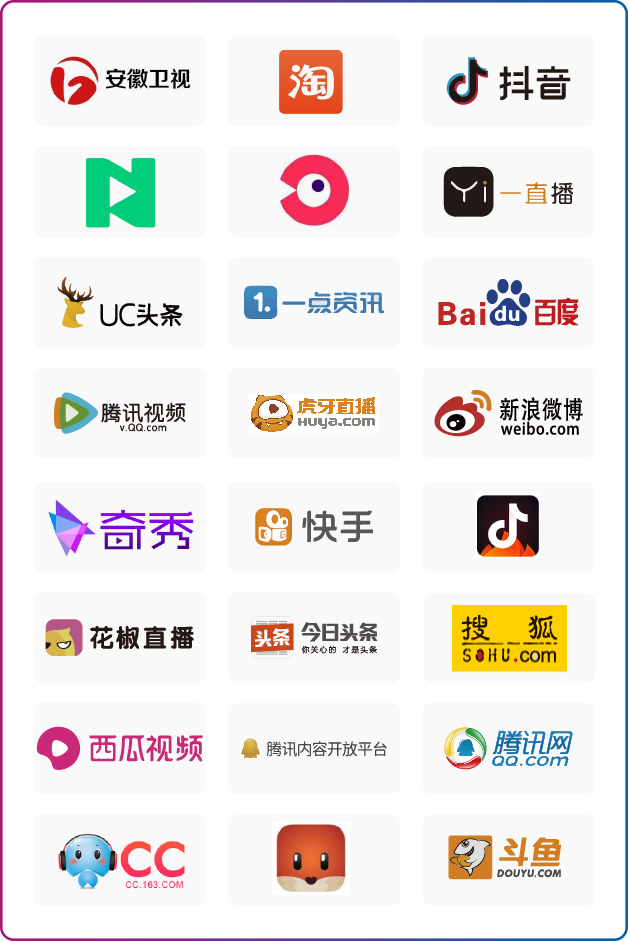 安徽卫视
淘
抖音
Yi 一直播
UC头条
1. 一点资讯
Bai du 百度
腾讯视频
v.QQ.com
虎牙直播
HUYA.com
新浪微博
weibo.com
奇秀
快手
花椒直播
头条 今日头条
你关心的 才是头条
搜狐
SOHU.com
西瓜视频
腾讯内容开放平台
腾讯网
QQ.com
CC
CC.163.COM
斗鱼
DOUYU.COM